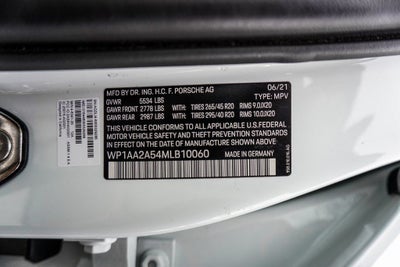 MFD BY DR. ING. H.C. F. PORSCHE AG 06/21
GVWR 5534 LBS TYPE: MPV
GAWR FRONT 2778 LBS WITH TIRES 265/45 R20 RIMS 9.0JX20
GAWR REAR 2987 LBS WITH TIRES 295/40 R20 RIMS 10.0JX20
THIS VEHICLE CONFORMS TO ALL APPLICABLE U.S.FEDERAL
MOTOR VEHICLE SAFETY AND THEFT PREVENTION STANDARDS
IN EFFECT ON THE DATE OF MANUFACTURE SHOWN ABOVE.
WP1AA2A54MLB10060 MADE IN GERMANY